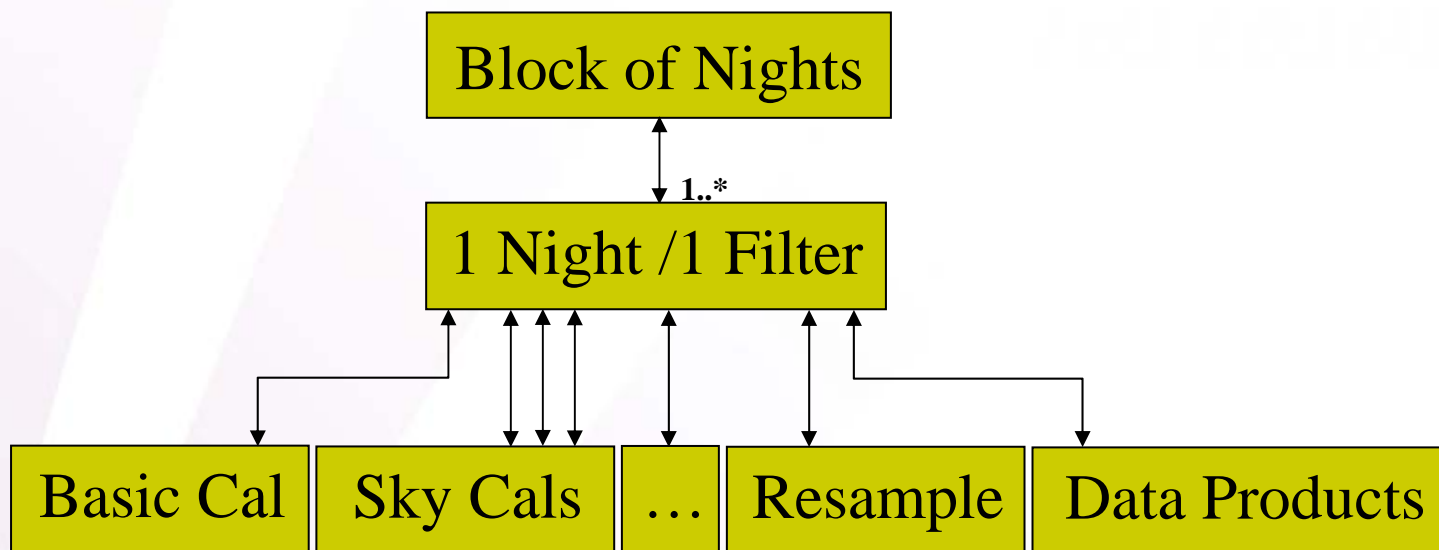 Block of Nights
1..*
1 Night /1 Filter
Basic Cal
Sky Cals
…
Resample
Data Products